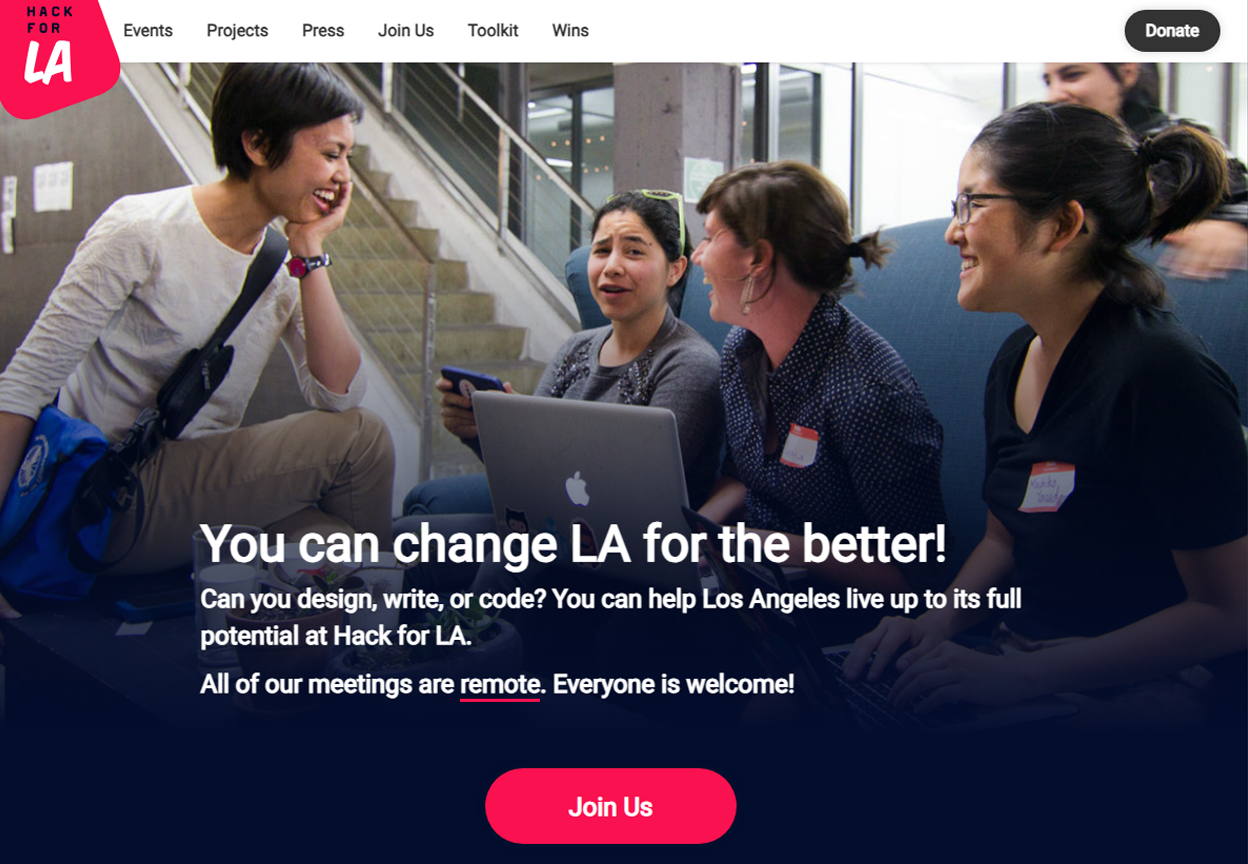 HACK
FOR
LA
Events Projects Press Join Us Toolkit Wins Donate
You can change LA for the better!
Can you design, write, or code? You can help Los Angeles live up to its full
potential at Hack for LA.
All of our meetings are remote. Everyone is welcome!
Join Us